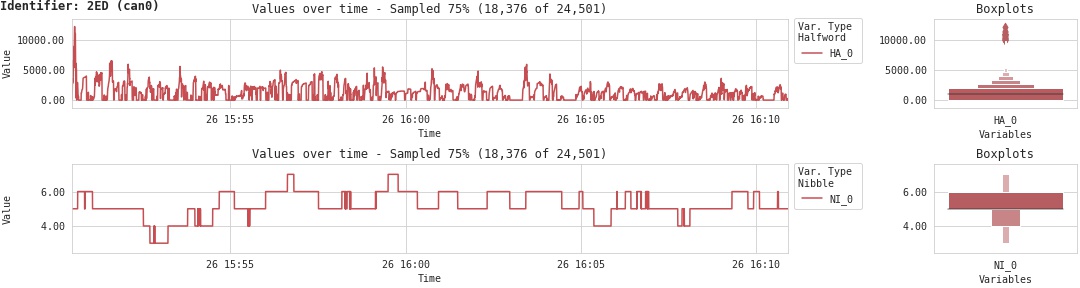 Identifier: 2ED (can0)
Values over time - Sampled 75% (18,376 of 24,501)
Value
10000.00
5000.00
0.00
26 15:55
26 16:00
26 16:05
26 16:10
Time
Var. Type
Halfword
HA_0
Boxplots
10000.00
5000.00
0.00
HA_0
Variables
Values over time - Sampled 75% (18,376 of 24,501)
Value
6.00
4.00
26 15:55
26 16:00
26 16:05
26 16:10
Time
Var. Type
Nibble
NI_0
Boxplots
6.00
4.00
NI_0
Variables